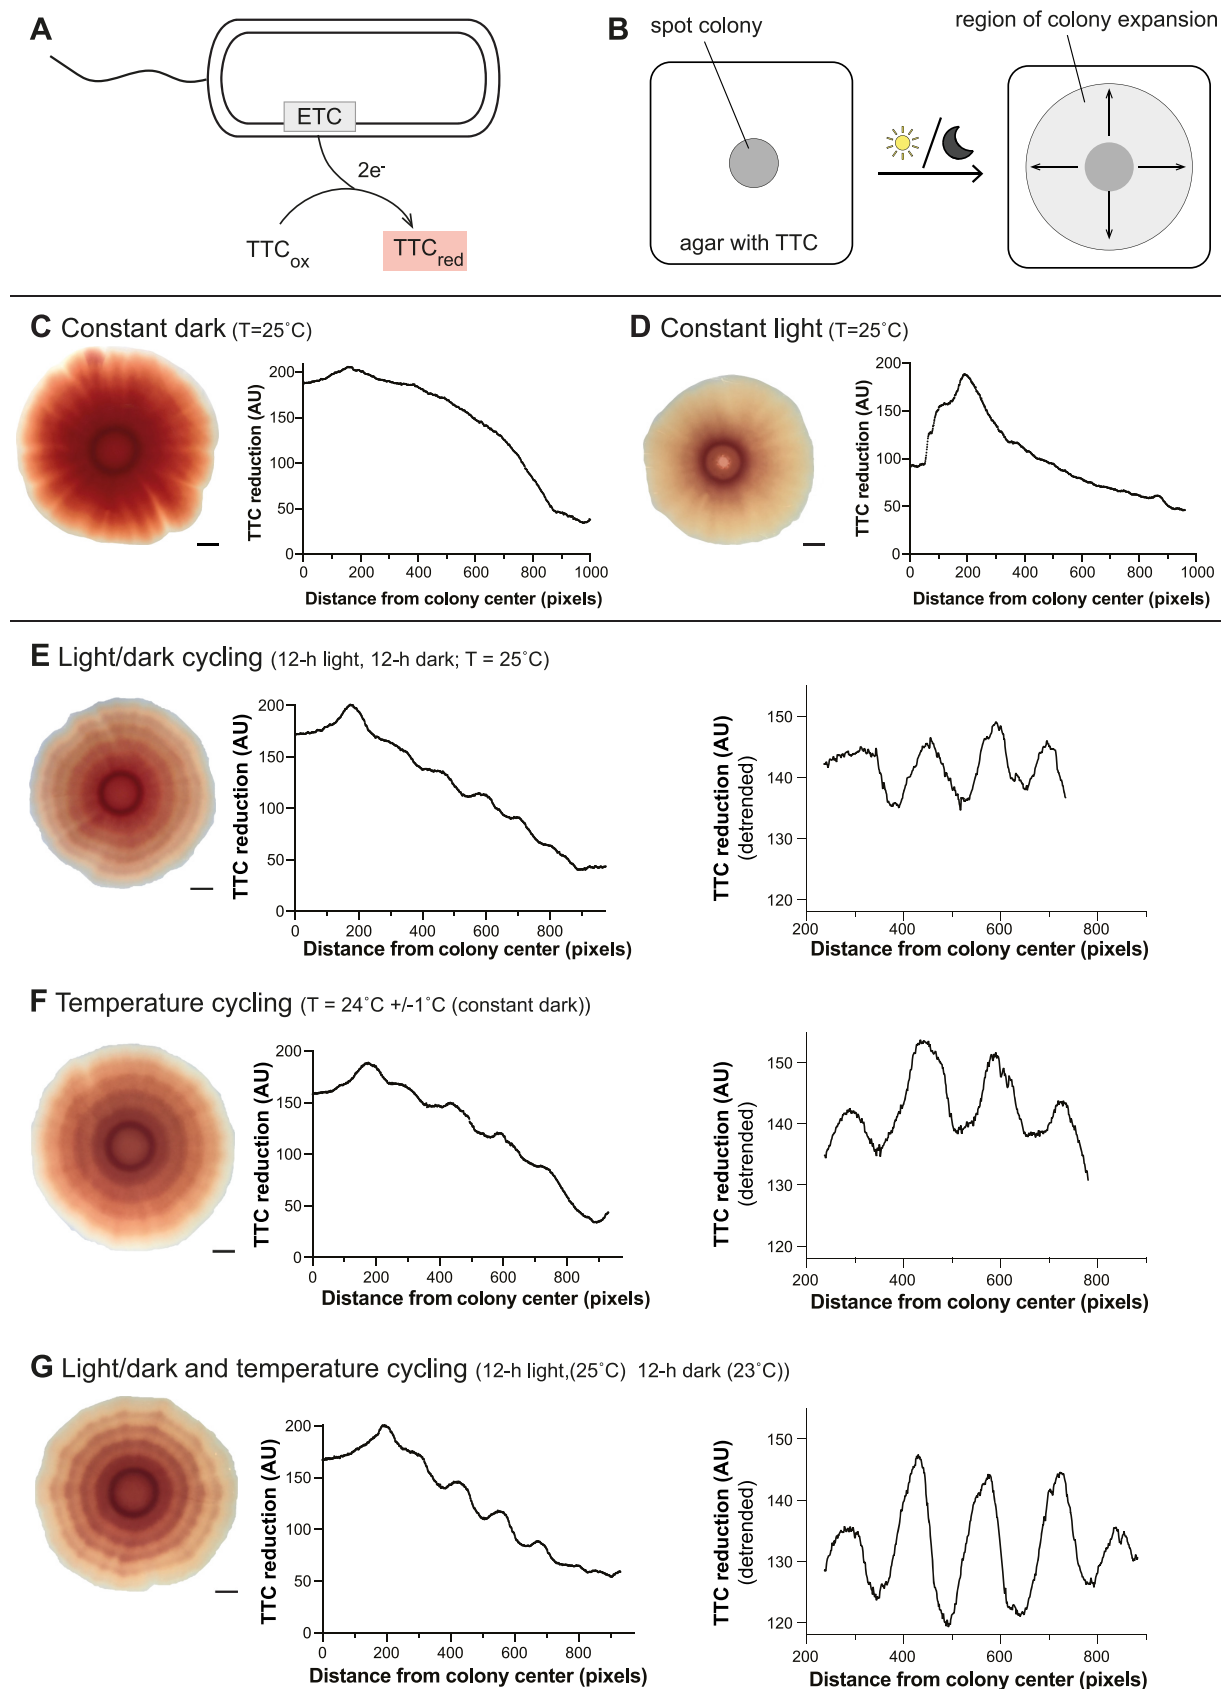 A
ETC
2e-
TTCox
TTCred
B
spot colony
region of colony expansion
agar with TTC
C Constant dark (T=25˚C)
TTC reduction (AU)
200
150
100
50
0
0 200 400 600 800 1000
Distance from colony center (pixels)
D Constant light (T=25˚C)
TTC reduction (AU)
200
150
100
50
0
0 200 400 600 800 1000
Distance from colony center (pixels)
E Light/dark cycling (12-h light, 12-h dark; T = 25˚C)
TTC reduction (AU)
200
150
100
50
0
0 200 400 600 800
Distance from colony center (pixels)
TTC reduction (AU)
(detrended)
150
140
130
120
200 400 600 800
Distance from colony center (pixels)
F Temperature cycling (T = 24˚C +/-1˚C (constant dark))
TTC reduction (AU)
200
150
100
50
0
0 200 400 600 800
Distance from colony center (pixels)
TTC reduction (AU)
(detrended)
150
140
130
120
200 400 600 800
Distance from colony center (pixels)
G Light/dark and temperature cycling (12-h light,(25˚C) 12-h dark (23˚C))
TTC reduction (AU)
200
150
100
50
0
0 200 400 600 800
Distance from colony center (pixels)
TTC reduction (AU)
(detrended)
150
140
130
120
200 400 600 800
Distance from colony center (pixels)